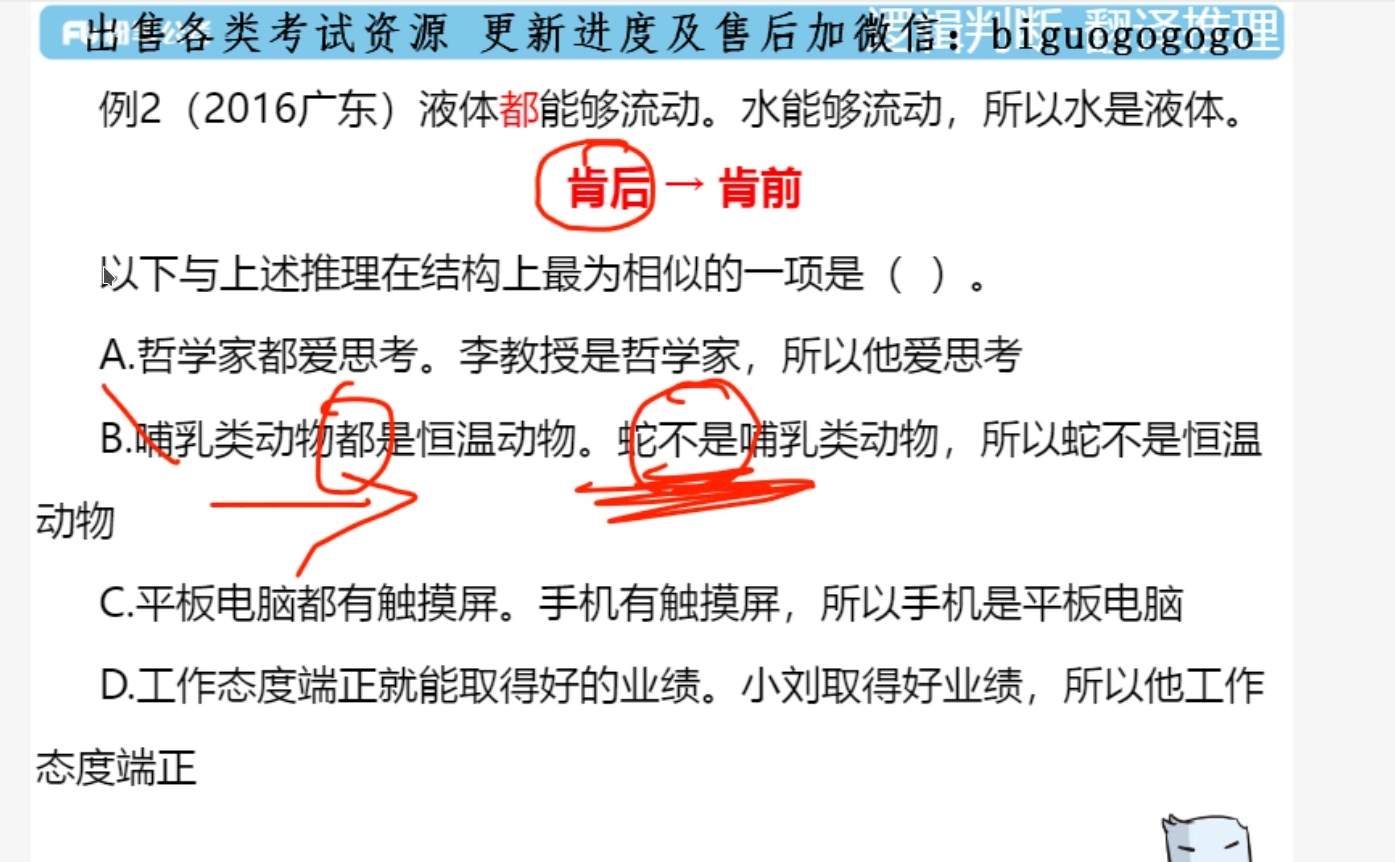 出售各类考试资源 更新进度及售后加微信：biguogogogo
逻辑判断 翻译推理
例2（2016广东）液体都能够流动。水能够流动，所以水是液体。
肯后 → 肯前
以下与上述推理在结构上最为相似的一项是（ ）。
A.哲学家都爱思考。李教授是哲学家，所以他爱思考
B.哺乳类动物都是恒温动物。蛇不是哺乳类动物，所以蛇不是恒温
动物
C.平板电脑都有触摸屏。手机有触摸屏，所以手机是平板电脑
D.工作态度端正就能取得好的业绩。小刘取得好业绩，所以他工作
态度端正